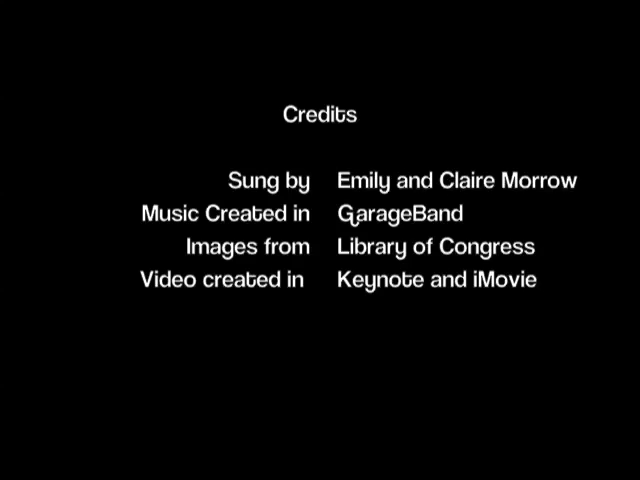 Credits
Sung by Emily and Claire Morrow
Music Created in GarageBand
Images from Library of Congress
Video created in Keynote and iMovie